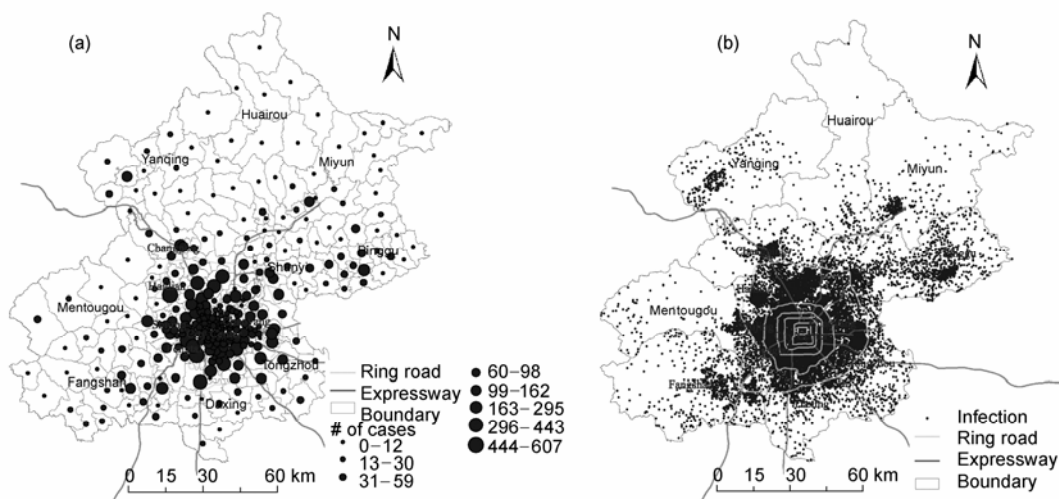 (a)
N
Huairou
Yanqing
Miyun
Mentougou
Fangshan
Daxing
Tongzhou
Ring road
Expressway
Boundary
# of cases
0–12
13–30
31–59
60–98
99–162
163–295
296–443
444–607
0 15 30 60 km
(b)
N
Huairou
Yanqing
Miyun
Mentougou
Infection
Ring road
Expressway
Boundary
0 15 30 60 km